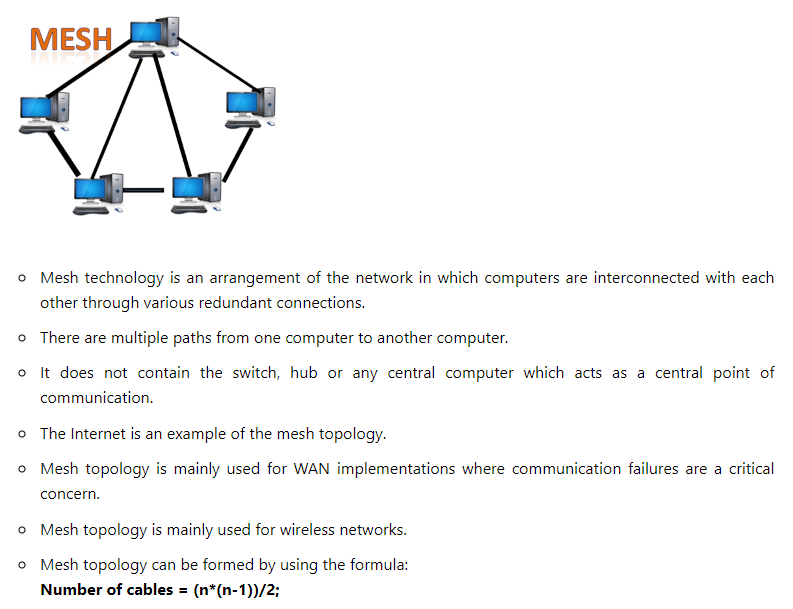 MESH
Mesh technology is an arrangement of the network in which computers are interconnected with each
other through various redundant connections.
There are multiple paths from one computer to another computer.
It does not contain the switch, hub or any central computer which acts as a central point of
communication.
The Internet is an example of the mesh topology.
Mesh topology is mainly used for WAN implementations where communication failures are a critical
concern.
Mesh topology is mainly used for wireless networks.
Mesh topology can be formed by using the formula:
Number of cables = (n*(n-1))/2;